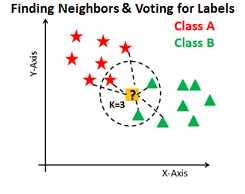 Finding Neighbors & Voting for Labels
Class A
Class B
Y-Axis
?
K=3
X-Axis